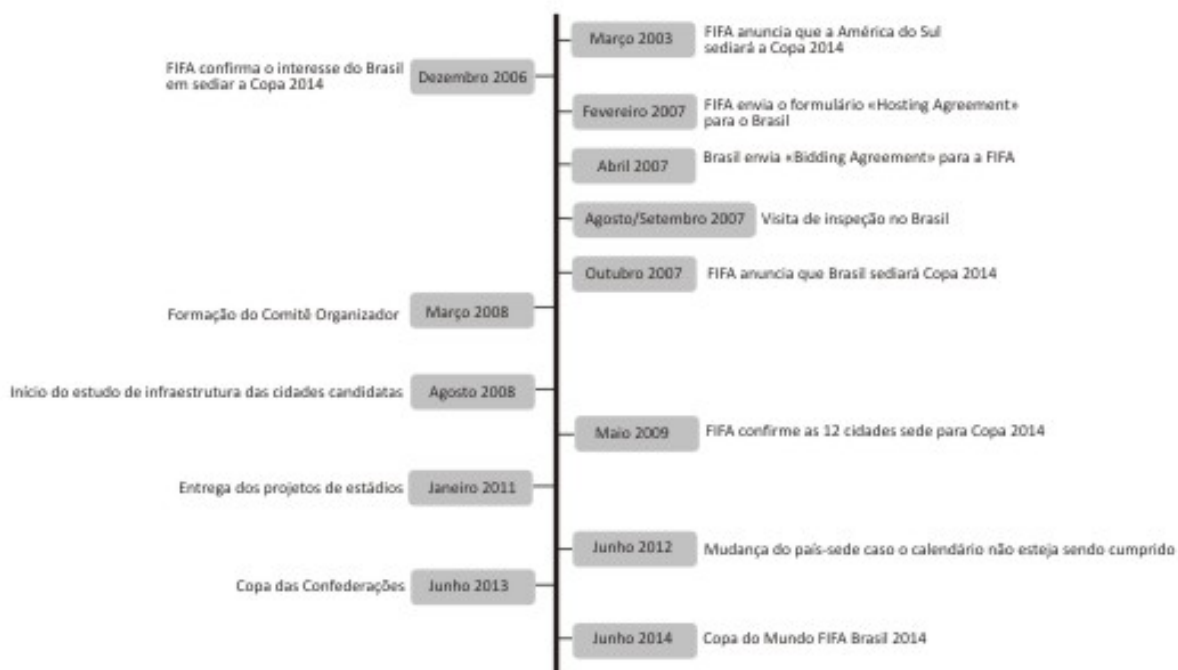 Março 2003
FIFA anuncia que a América do Sul
sediará a Copa 2014
FIFA confirma o interesse do Brasil
em sediar a Copa 2014
Dezembro 2006
Fevereiro 2007
FIFA envia o formulário «Hosting Agreement»
para o Brasil
Abril 2007
Brasil envia «Bidding Agreement» para a FIFA
Agosto/Setembro 2007
Visita de inspeção no Brasil
Outubro 2007
FIFA anuncia que Brasil sediará Copa 2014
Formação do Comitê Organizador
Março 2008
Início do estudo de infraestrutura das cidades candidatas
Agosto 2008
Maio 2009
FIFA confirme as 12 cidades sede para Copa 2014
Entrega dos projetos de estádios
Janeiro 2011
Junho 2012
Mudança do país-sede caso o calendário não esteja sendo cumprido
Copa das Confederações
Junho 2013
Junho 2014
Copa do Mundo FIFA Brasil 2014